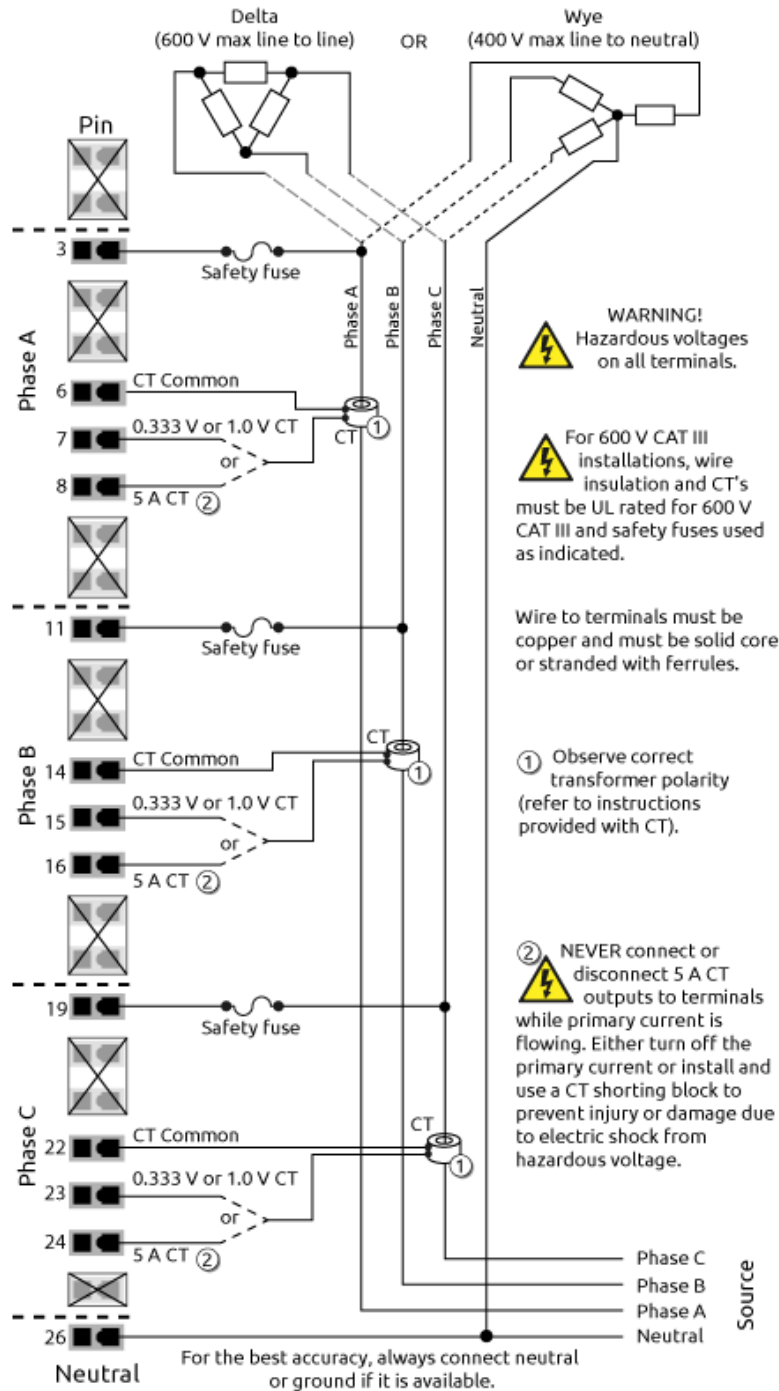 Delta
(600 V max line to line)
OR
Wye
(400 V max line to neutral)
Pin
Phase A
3
Safety fuse
Phase A
Phase B
Phase C
Neutral
6
CT Common
7
0.333 V or 1.0 V CT
or
8
5 A CT ②
CT ①
Phase B
11
Safety fuse
14
CT Common
15
0.333 V or 1.0 V CT
or
16
5 A CT ②
CT
①
Phase C
19
Safety fuse
22
CT Common
23
0.333 V or 1.0 V CT
or
24
5 A CT ②
CT
①
26
Neutral
WARNING!
Hazardous voltages
on all terminals.
For 600 V CAT III
installations, wire
insulation and CT's
must be UL rated for 600 V
CAT III and safety fuses used
as indicated.
Wire to terminals must be
copper and must be solid core
or stranded with ferrules.
① Observe correct
transformer polarity
(refer to instructions
provided with CT).
② NEVER connect or
disconnect 5 A CT
outputs to terminals
while primary current is
flowing. Either turn off the
primary current or install and
use a CT shorting block to
prevent injury or damage due
to electric shock from
hazardous voltage.
Phase C
Phase B
Phase A
Neutral
Source
For the best accuracy, always connect neutral
or ground if it is available.